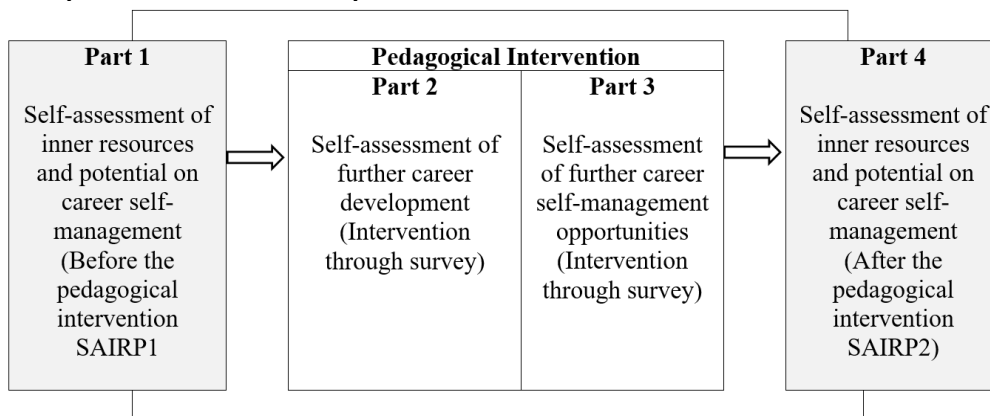 Part 1
Self-assessment of
inner resources
and potential on
career self-
management
(Before the
pedagogical
intervention
SAIRP1
Pedagogical Intervention
Part 2
Self-assessment of
further career
development
(Intervention
through survey)
Part 3
Self-assessment
of further career
self-management
opportunities
(Intervention
through survey)
Part 4
Self-assessment of
inner resources
and potential on
career self-
management
(After the
pedagogical
intervention
SAIRP2)